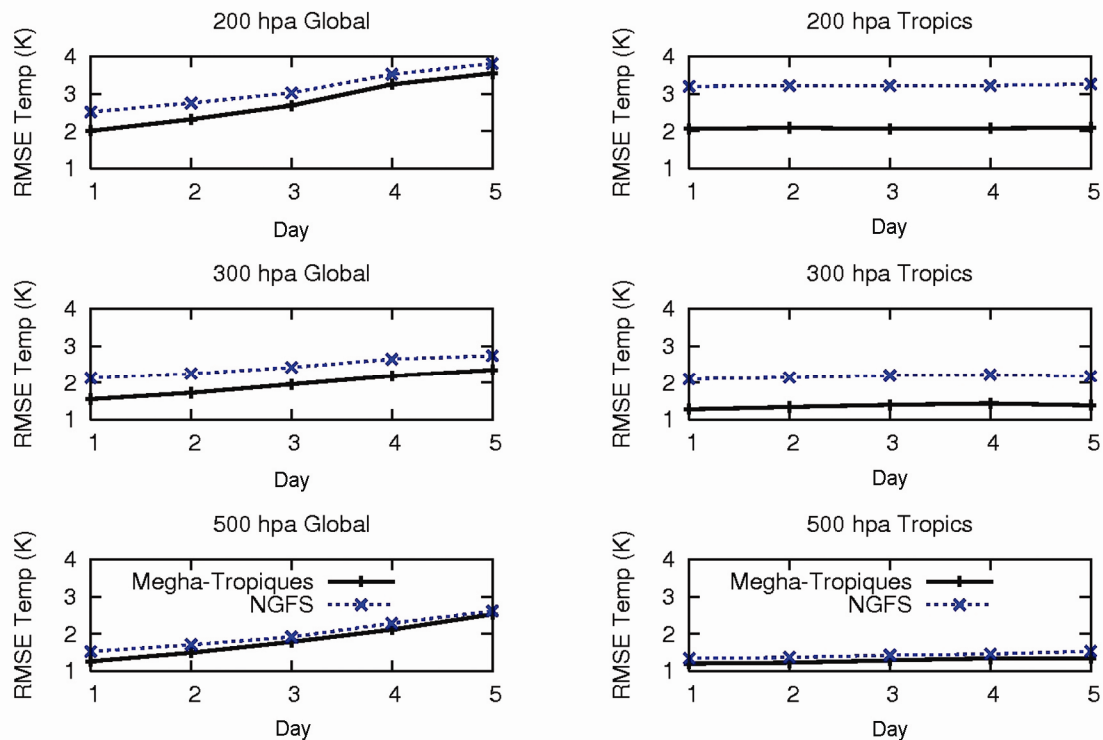 200 hpa Global
RMSE Temp (K)
4
3
2
1
1 2 3 4 5
Day
200 hpa Tropics
RMSE Temp (K)
4
3
2
1
1 2 3 4 5
Day
300 hpa Global
RMSE Temp (K)
4
3
2
1
1 2 3 4 5
Day
300 hpa Tropics
RMSE Temp (K)
4
3
2
1
1 2 3 4 5
Day
500 hpa Global
RMSE Temp (K)
4
3
2
1
Megha-Tropiques
NGFS
1 2 3 4 5
Day
500 hpa Tropics
RMSE Temp (K)
4
3
2
1
Megha-Tropiques
NGFS
1 2 3 4 5
Day